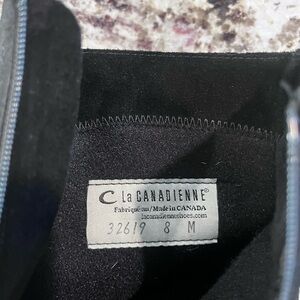 C La CANADIENNE®
Fabriqué au/Made in CANADA
lacanadienneshoes.com
32619 8 M